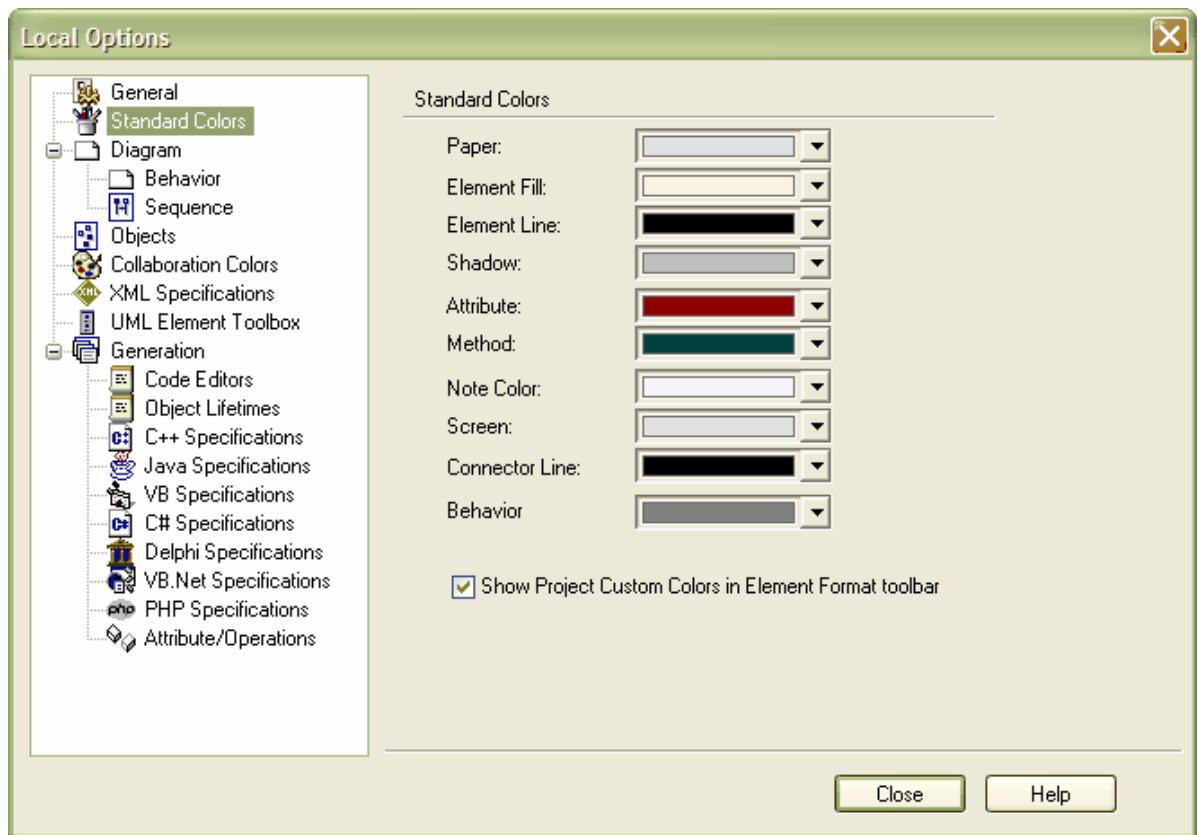 Local Options
General
Standard Colors
Diagram
Behavior
Sequence
Objects
Collaboration Colors
XML Specifications
UML Element Toolbox
Generation
Code Editors
Object Lifetimes
C++ Specifications
Java Specifications
VB Specifications
C# Specifications
Delphi Specifications
VB.Net Specifications
php PHP Specifications
Attribute/Operations
Standard Colors
Paper:
Element Fill:
Element Line:
Shadow:
Attribute:
Method:
Note Color:
Screen:
Connector Line:
Behavior
Show Project Custom Colors in Element Format toolbar
Close
Help